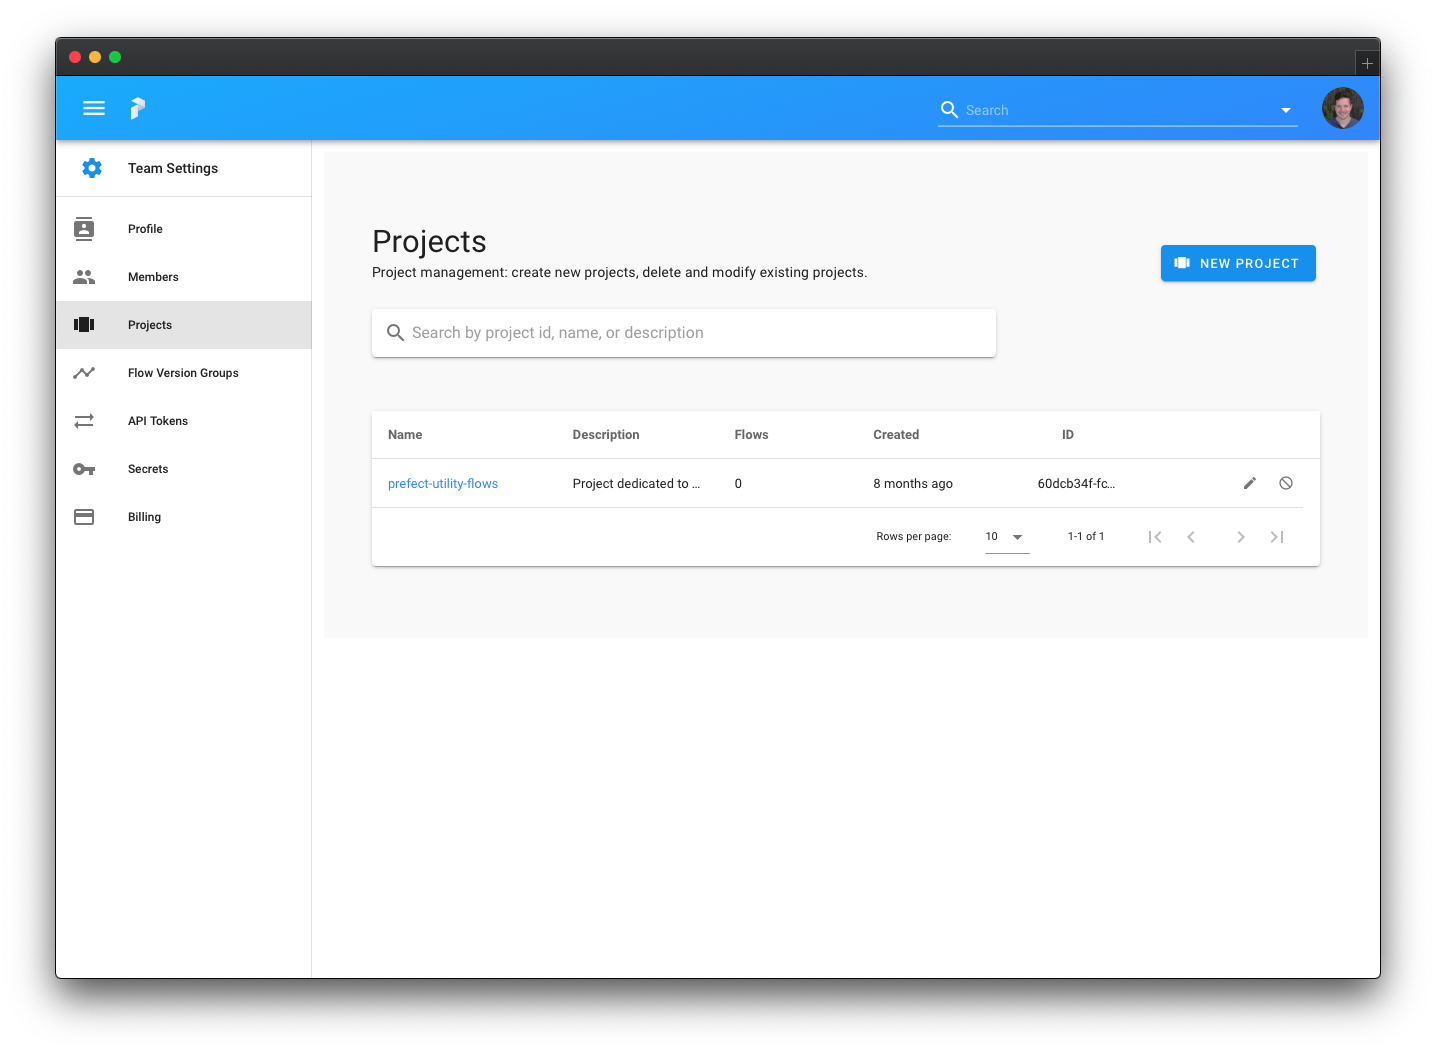 Search
Team Settings
Profile
Members
Projects
Flow Version Groups
API Tokens
Secrets
Billing
Projects
Project management: create new projects, delete and modify existing projects.
NEW PROJECT
Search by project id, name, or description
Name Description Flows Created ID
prefect-utility-flows Project dedicated to ... 0 8 months ago 60dcb34f-fc...
Rows per page: 10 1-1 of 1